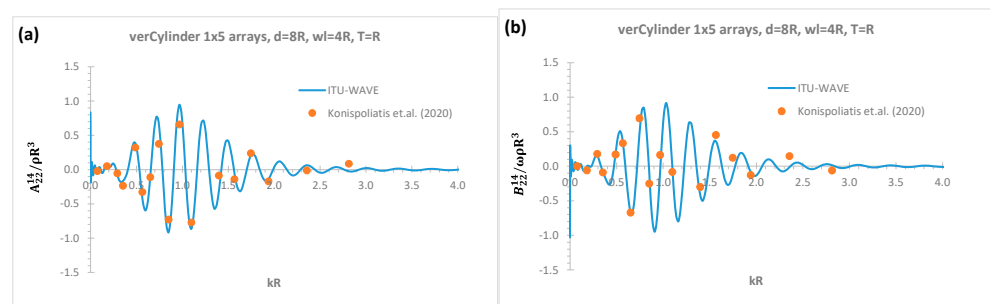 (a)
verCylinder 1x5 arrays, d=8R, wl=4R, T=R
1.5
1.0
0.5
0.0
-0.5
-1.0
-1.5
0.0 0.5 1.0 1.5 2.0 2.5 3.0 3.5 4.0
A₂₂¹⁴/ρR³
kR
ITU-WAVE
Konispoliatis et.al. (2020)
(b)
verCylinder 1x5 arrays, d=8R, wl=4R, T=R
1.5
1.0
0.5
0.0
-0.5
-1.0
-1.5
0.0 0.5 1.0 1.5 2.0 2.5 3.0 3.5 4.0
B₂₂¹⁴/ωρR³
kR
ITU-WAVE
Konispoliatis et.al. (2020)